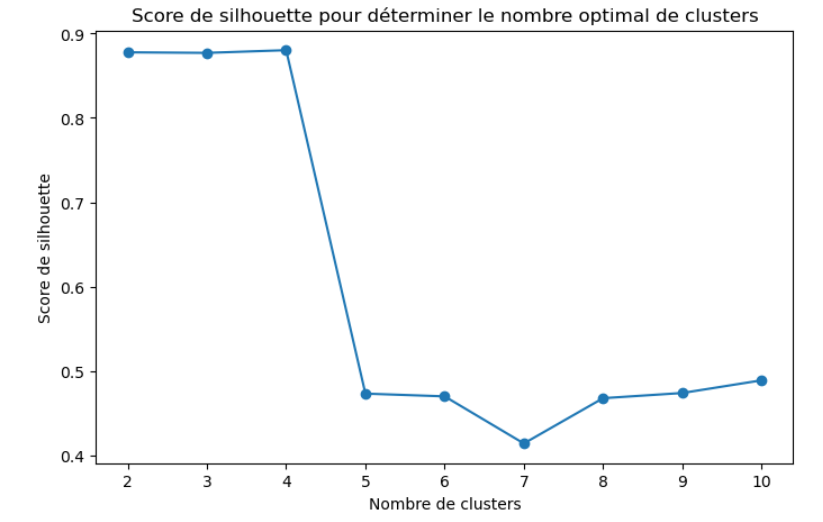 Score de silhouette pour déterminer le nombre optimal de clusters
0.9
0.8
0.7
0.6
0.5
0.4
Score de silhouette
2 3 4 5 6 7 8 9 10
Nombre de clusters